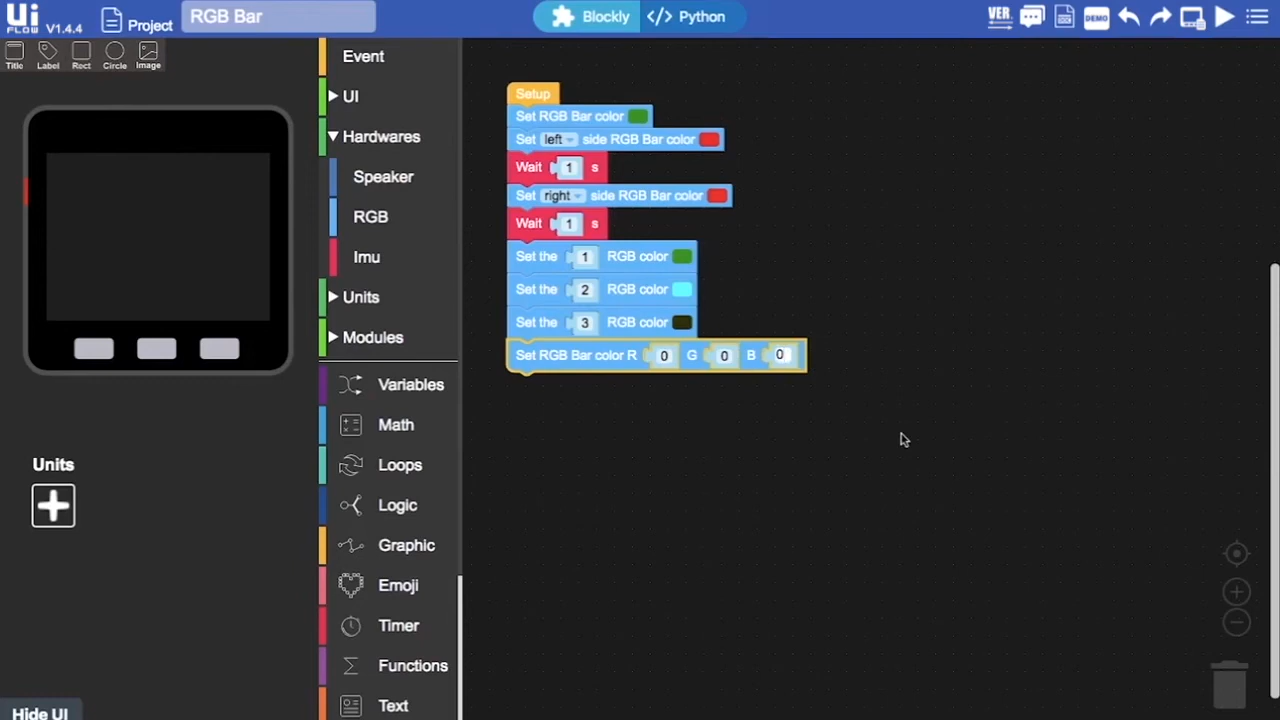 Ui
FLOW V1.4.4
Project
RGB Bar
Blockly
</> Python
VER.
DEMO
Title
Label
Rect
Circle
Image
Units
Hide UI
Event
UI
Hardwares
Speaker
RGB
Imu
Units
Modules
Variables
Math
Loops
Logic
Graphic
Emoji
Timer
Functions
Text
Setup
Set RGB Bar color
Set left side RGB Bar color
Wait 1 s
Set right side RGB Bar color
Wait 1 s
Set the 1 RGB color
Set the 2 RGB color
Set the 3 RGB color
Set RGB Bar color R 0 G 0 B 0